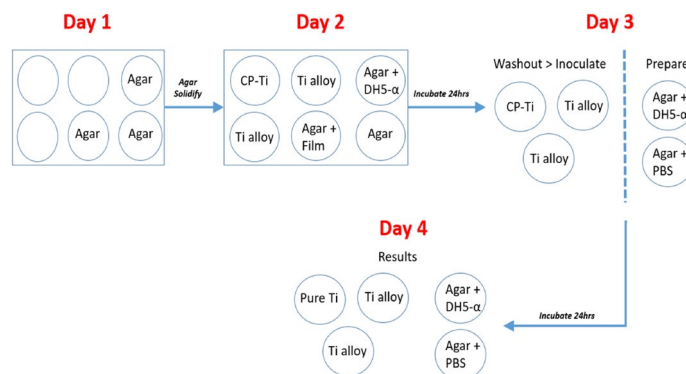 Day 1
Day 2
Day 3
Agar
Agar
Agar
Agar
Solidify
CP-Ti
Ti alloy
Agar +
DH5-α
Ti alloy
Agar +
Film
Agar
Incubate 24hrs
Washout > Inoculate
Prepare
CP-Ti
Ti alloy
Ti alloy
Agar +
DH5-α
Agar +
PBS
Day 4
Results
Pure Ti
Ti alloy
Agar +
DH5-α
Ti alloy
Agar +
PBS
Incubate 24hrs